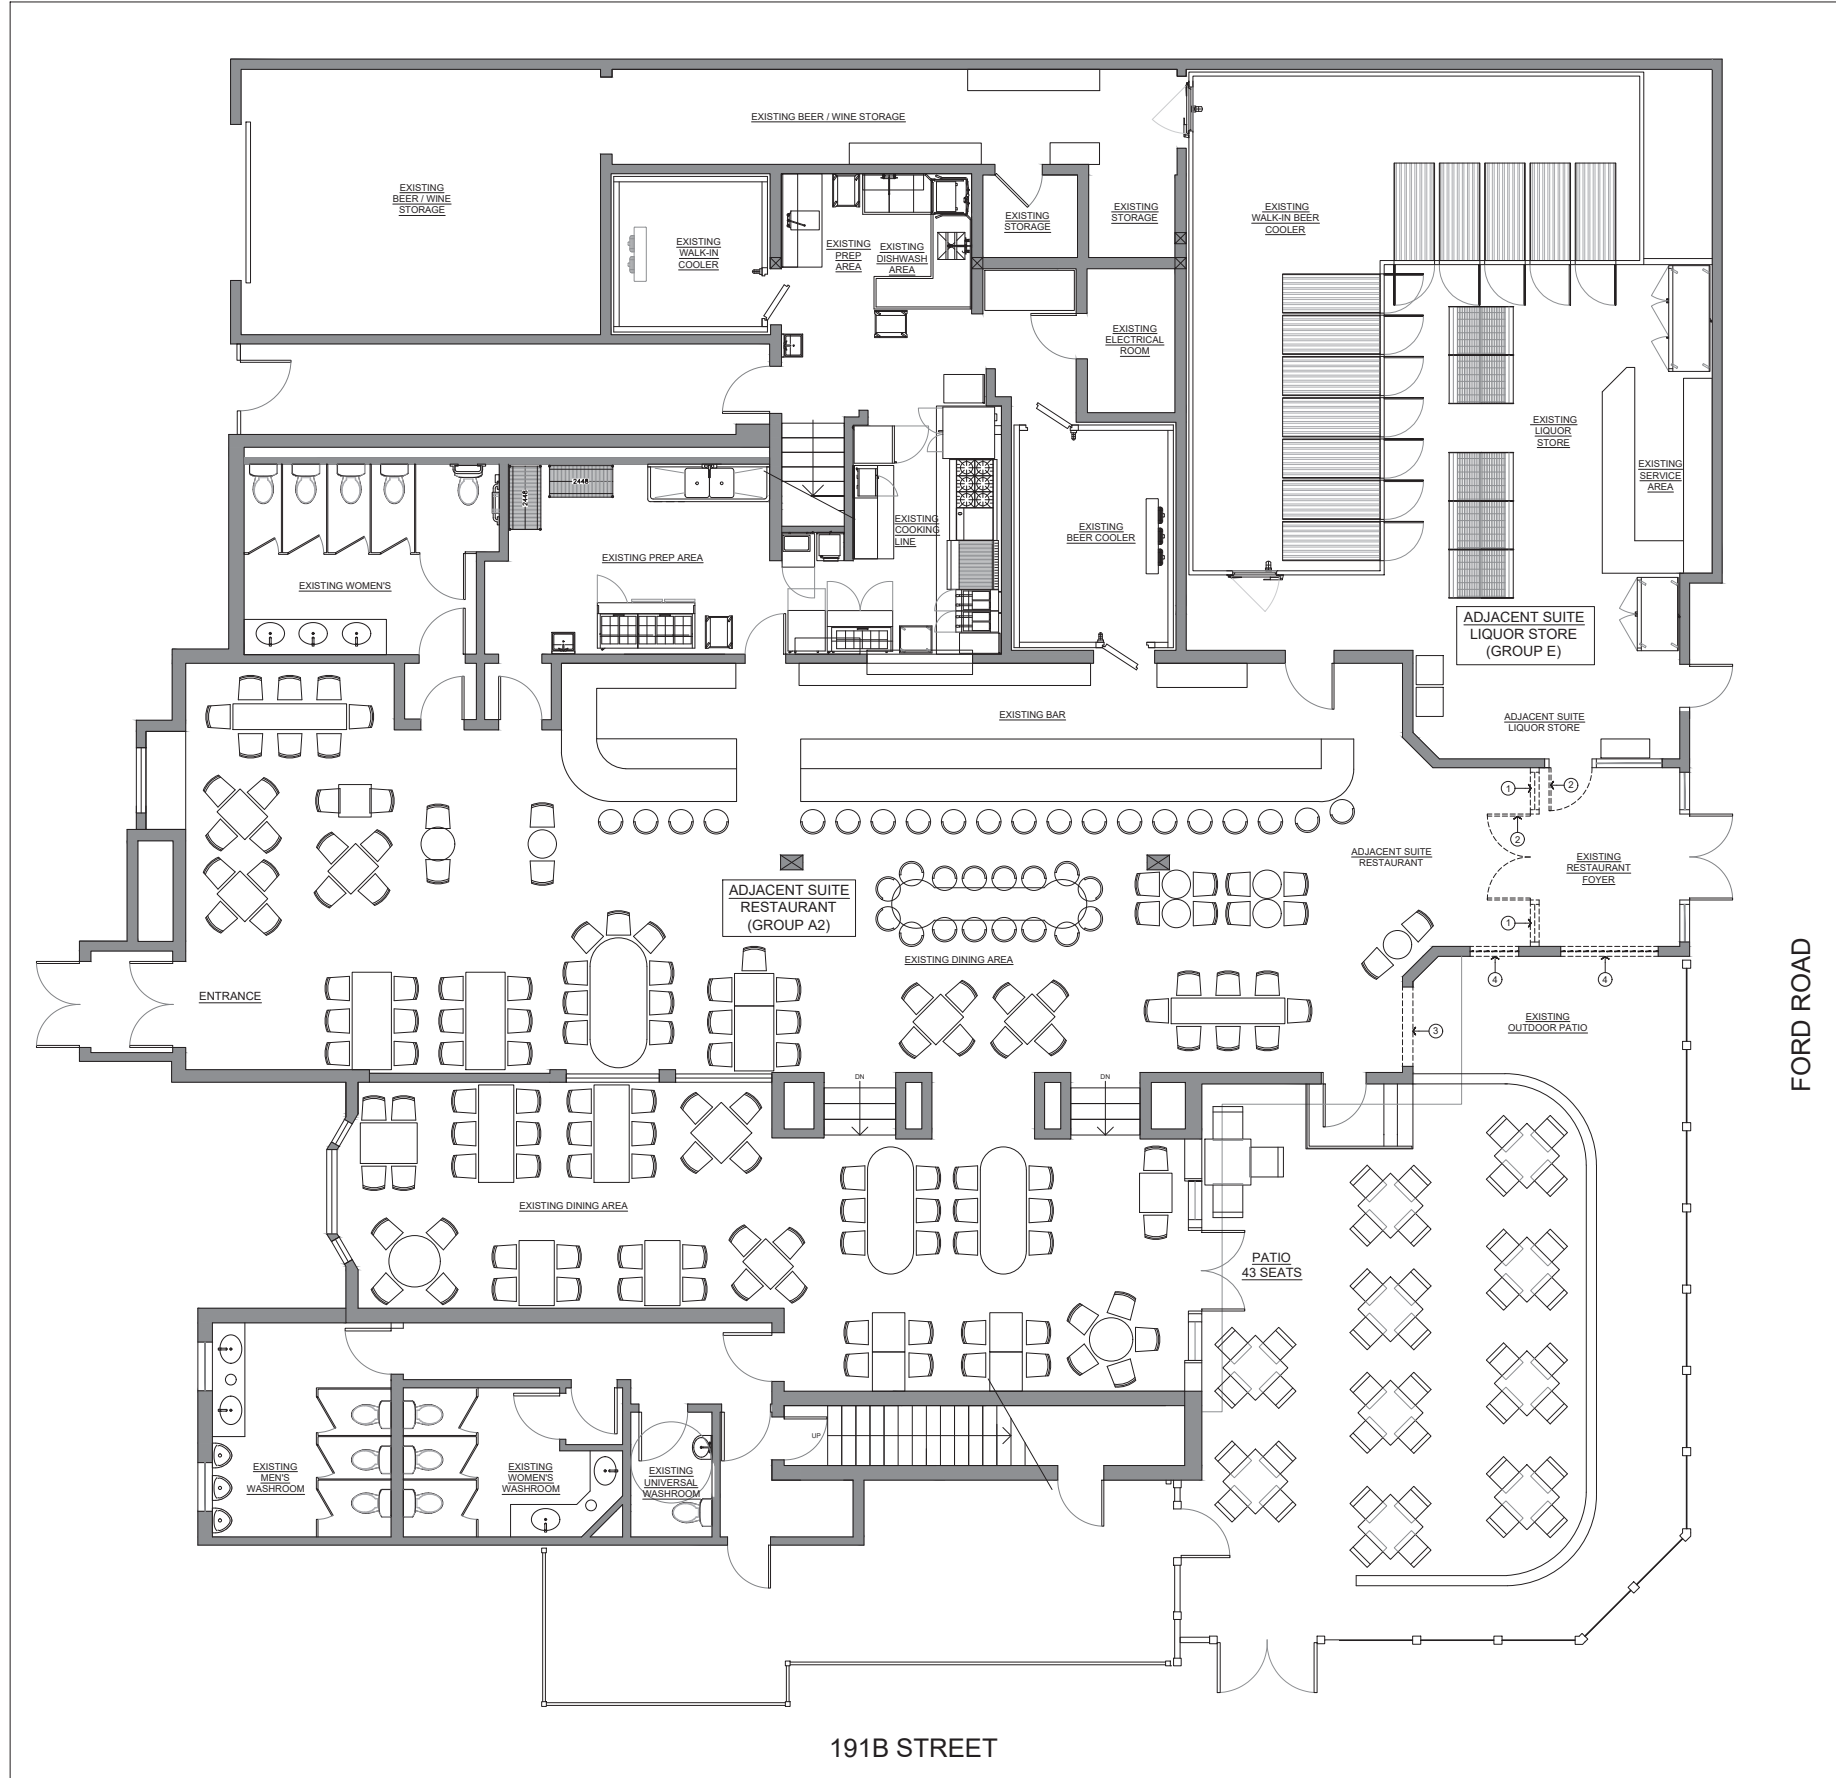 EXISTING BEER / WINE STORAGE
EXISTING
BEER / WINE
STORAGE
EXISTING
WALK-IN
COOLER
EXISTING
PREP
AREA
EXISTING
DISHWASH
AREA
EXISTING
STORAGE
EXISTING
STORAGE
EXISTING
WALK-IN BEER
COOLER
EXISTING
ELECTRICAL
ROOM
EXISTING
LIQUOR
STORE
EXISTING
SERVICE
AREA
2448
2448
EXISTING
COOKING
LINE
EXISTING
BEER COOLER
EXISTING PREP AREA
EXISTING WOMEN'S
ADJACENT SUITE
LIQUOR STORE
(GROUP E)
EXISTING BAR
ADJACENT SUITE
LIQUOR STORE
1
2
2
ADJACENT SUITE
RESTAURANT
EXISTING
RESTAURANT
FOYER
ADJACENT SUITE
RESTAURANT
(GROUP A2)
1
EXISTING DINING AREA
4
4
ENTRANCE
EXISTING
OUTDOOR PATIO
3
FORD ROAD
DN
DN
EXISTING DINING AREA
PATIO
43 SEATS
UP
EXISTING
MEN'S
WASHROOM
EXISTING
WOMEN'S
WASHROOM
EXISTING
UNIVERSAL
WASHROOM
191B STREET